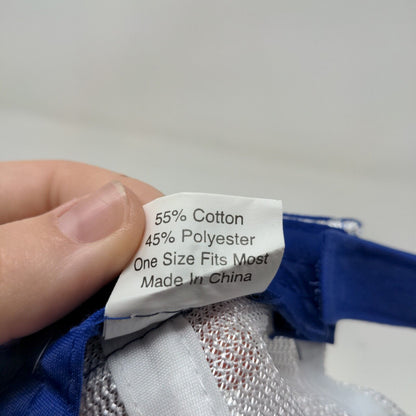 55% Cotton
45% Polyester
One Size Fits Most
Made In China